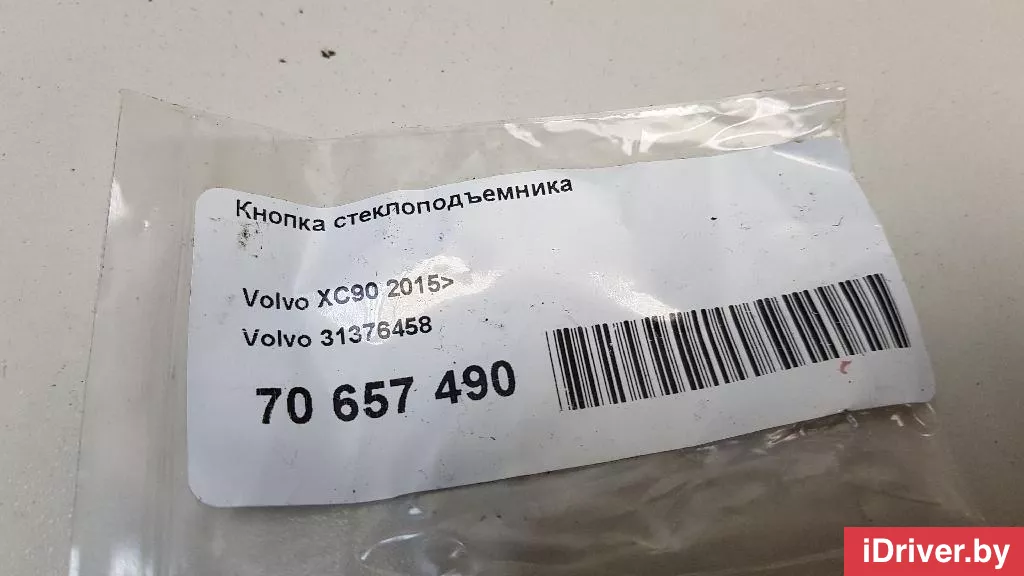 Кнопка стеклоподъемника
Volvo XC90 2015>
Volvo 31376458
70 657 490
iDriver.by